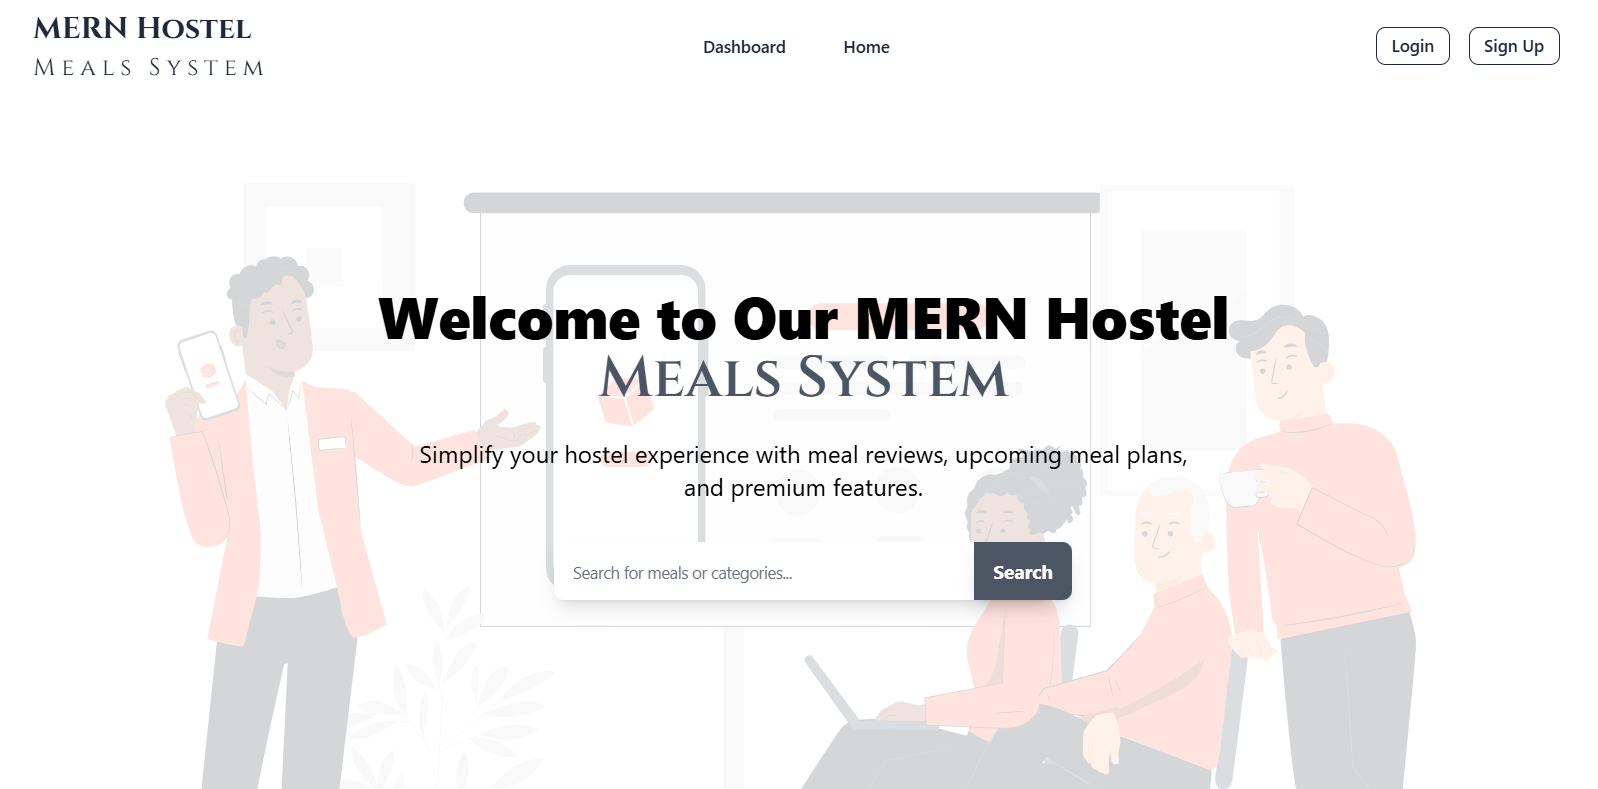 MERN Hostel
Meals System
Dashboard
Home
Login
Sign Up
Welcome to Our MERN Hostel
Meals System
Simplify your hostel experience with meal reviews, upcoming meal plans,
and premium features.
Search for meals or categories...
Search